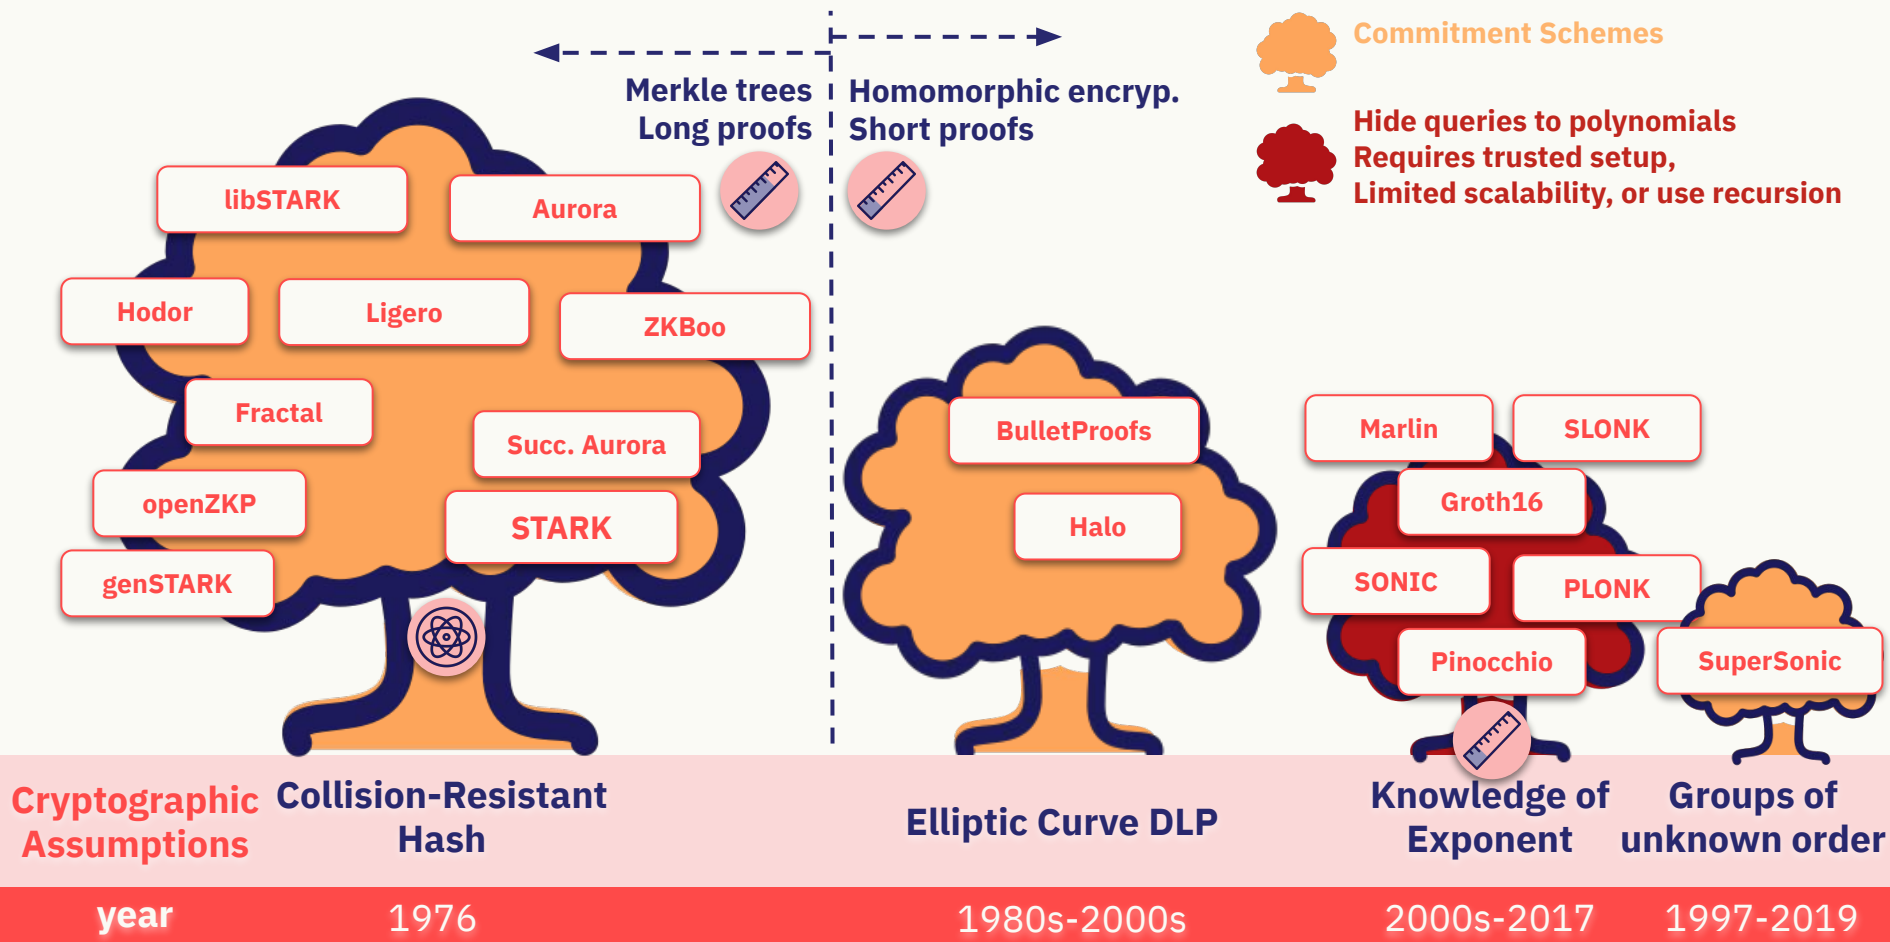 Merkle trees
Long proofs
Homomorphic encryp.
Short proofs
Commitment Schemes
Hide queries to polynomials
Requires trusted setup,
Limited scalability, or use recursion
libSTARK
Aurora
Hodor
Ligero
ZKBoo
Fractal
Succ. Aurora
openZKP
STARK
genSTARK
BulletProofs
Halo
Marlin
SLONK
Groth16
SONIC
PLONK
Pinocchio
SuperSonic
Cryptographic
Assumptions
Collision-Resistant
Hash
Elliptic Curve DLP
Knowledge of
Exponent
Groups of
unknown order
year
1976
1980s-2000s
2000s-2017
1997-2019